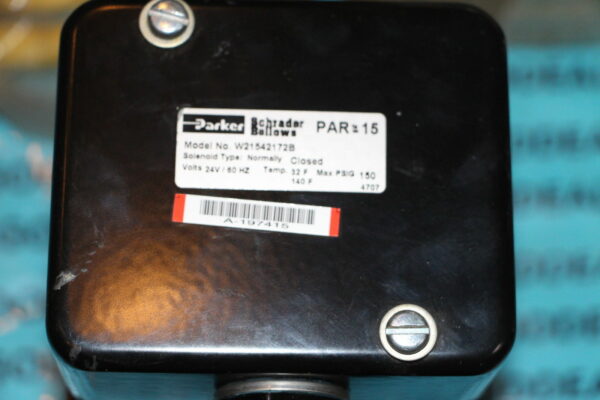 Parker Schrader Bellows PAR x 15
Model No. W21542172B
Solenoid Type: Normally Closed
Volts 24V / 60 HZ Temp. 32 F Max PSIG 150
140 F 4707
A-197415